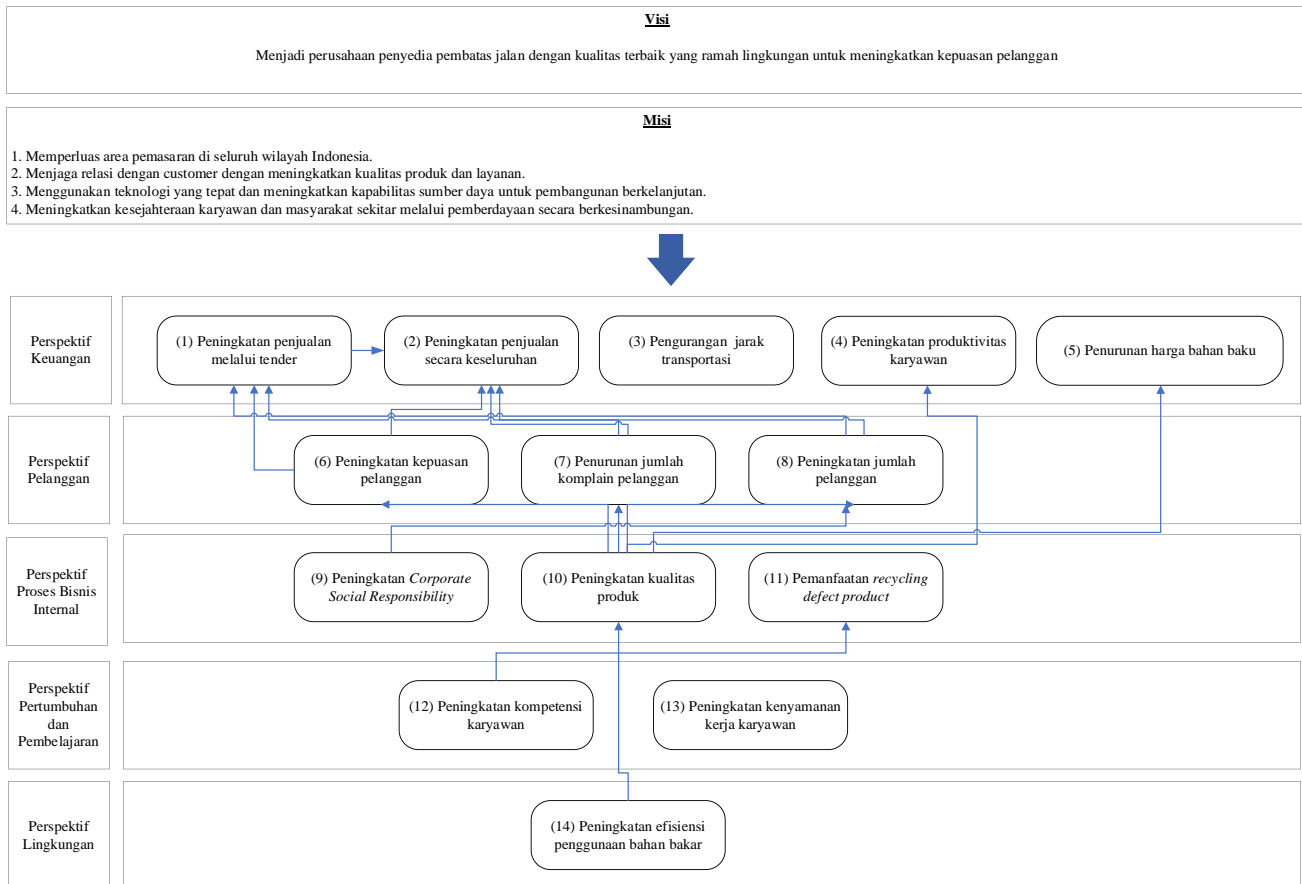 Visi
Menjadi perusahaan penyedia pembatas jalan dengan kualitas terbaik yang ramah lingkungan untuk meningkatkan kepuasan pelanggan
Misi
1. Memperluas area pemasaran di seluruh wilayah Indonesia.
2. Menjaga relasi dengan customer dengan meningkatkan kualitas produk dan layanan.
3. Menggunakan teknologi yang tepat dan meningkatkan kapabilitas sumber daya untuk pembangunan berkelanjutan.
4. Meningkatkan kesejahteraan karyawan dan masyarakat sekitar melalui pemberdayaan secara berkesinambungan.
Perspektif
Keuangan
(1) Peningkatan penjualan
melalui tender
(2) Peningkatan penjualan
secara keseluruhan
(3) Pengurangan jarak
transportasi
(4) Peningkatan produktivitas
karyawan
(5) Penurunan harga bahan baku
Perspektif
Pelanggan
(6) Peningkatan kepuasan
pelanggan
(7) Penurunan jumlah
komplain pelanggan
(8) Peningkatan jumlah
pelanggan
Perspektif
Proses Bisnis
Internal
(9) Peningkatan Corporate
Social Responsibility
(10) Peningkatan kualitas
produk
(11) Pemanfaatan recycling
defect product
Perspektif
Pertumbuhan
dan
Pembelajaran
(12) Peningkatan kompetensi
karyawan
(13) Peningkatan kenyamanan
kerja karyawan
Perspektif
Lingkungan
(14) Peningkatan efisiensi
penggunaan bahan bakar